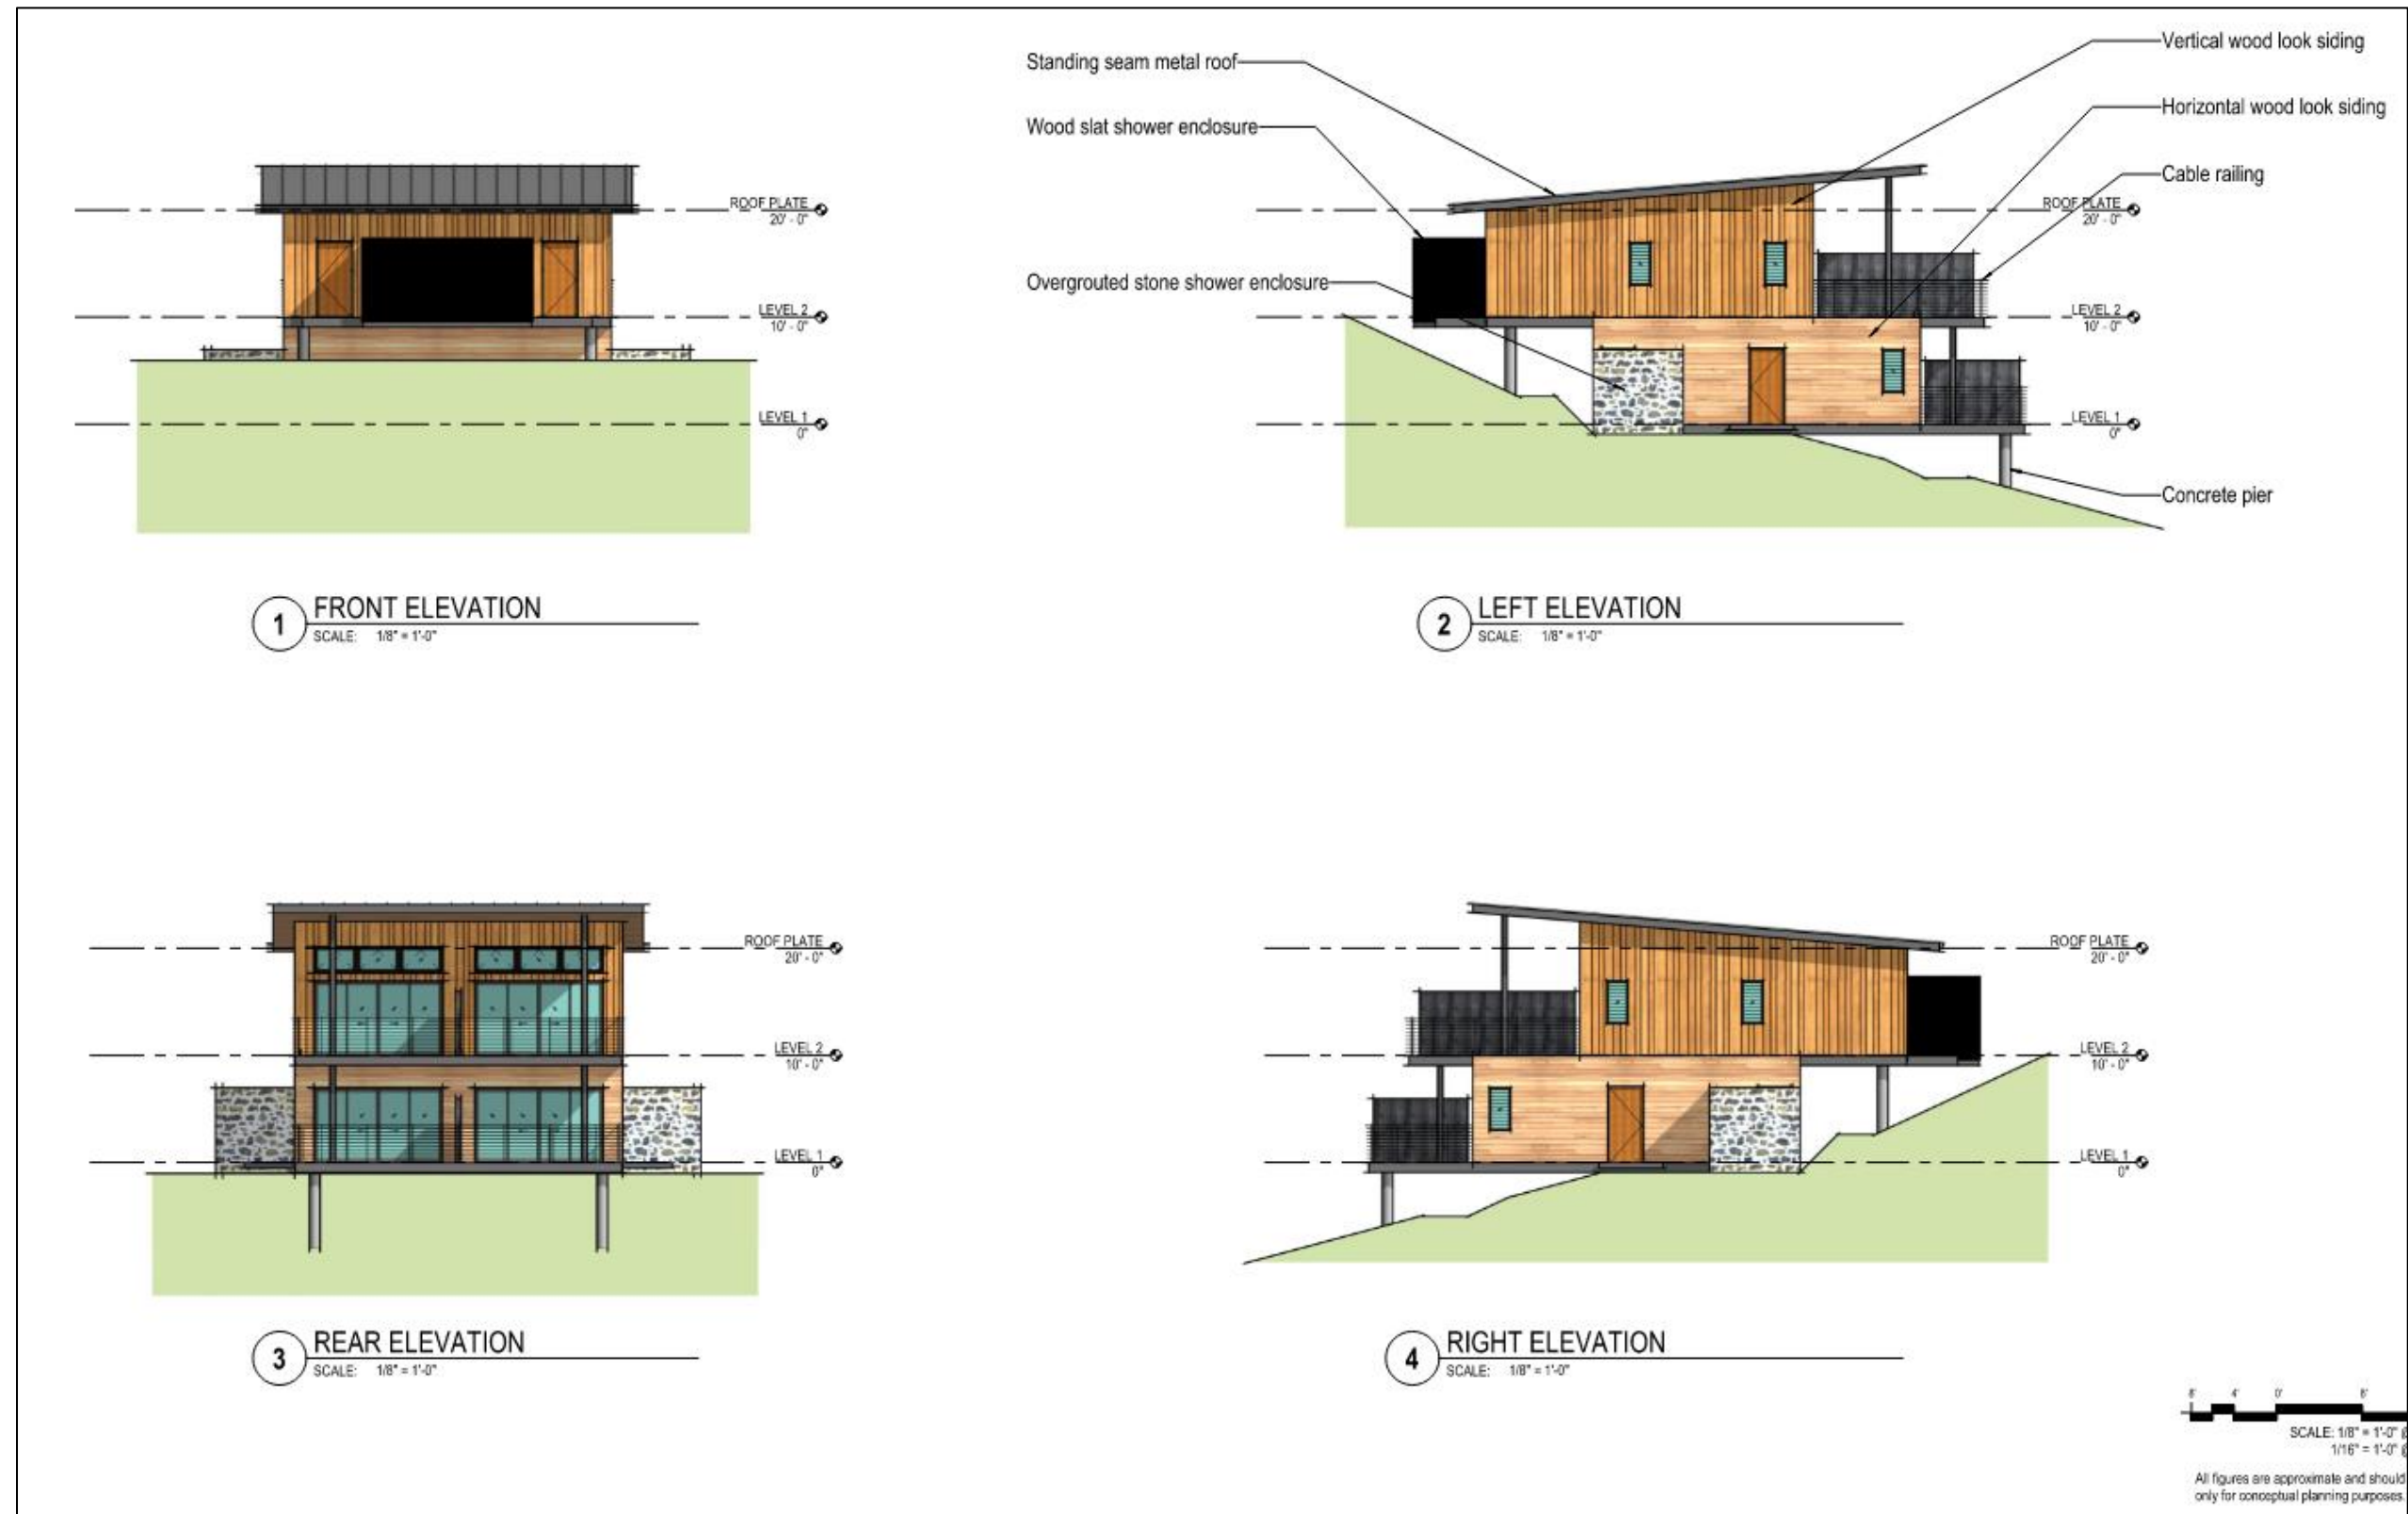 Standing seam metal roof
Wood slat shower enclosure
Overgrouted stone shower enclosure
Vertical wood look siding
Horizontal wood look siding
Cable railing
Concrete pier
ROOF PLATE
20' - 0"
LEVEL 2
10' - 0"
LEVEL 1
0"
ROOF PLATE
20' - 0"
LEVEL 2
10' - 0"
LEVEL 1
0"
1 FRONT ELEVATION
SCALE: 1/8" = 1'-0"
2 LEFT ELEVATION
SCALE: 1/8" = 1'-0"
ROOF PLATE
20' - 0"
LEVEL 2
10' - 0"
LEVEL 1
0"
ROOF PLATE
20' - 0"
LEVEL 2
10' - 0"
LEVEL 1
0"
3 REAR ELEVATION
SCALE: 1/8" = 1'-0"
4 RIGHT ELEVATION
SCALE: 1/8" = 1'-0"
8' 4' 0' 8'
SCALE: 1/8" = 1'-0" @
1/16" = 1'-0" @
All figures are approximate and should
only for conceptual planning purposes.